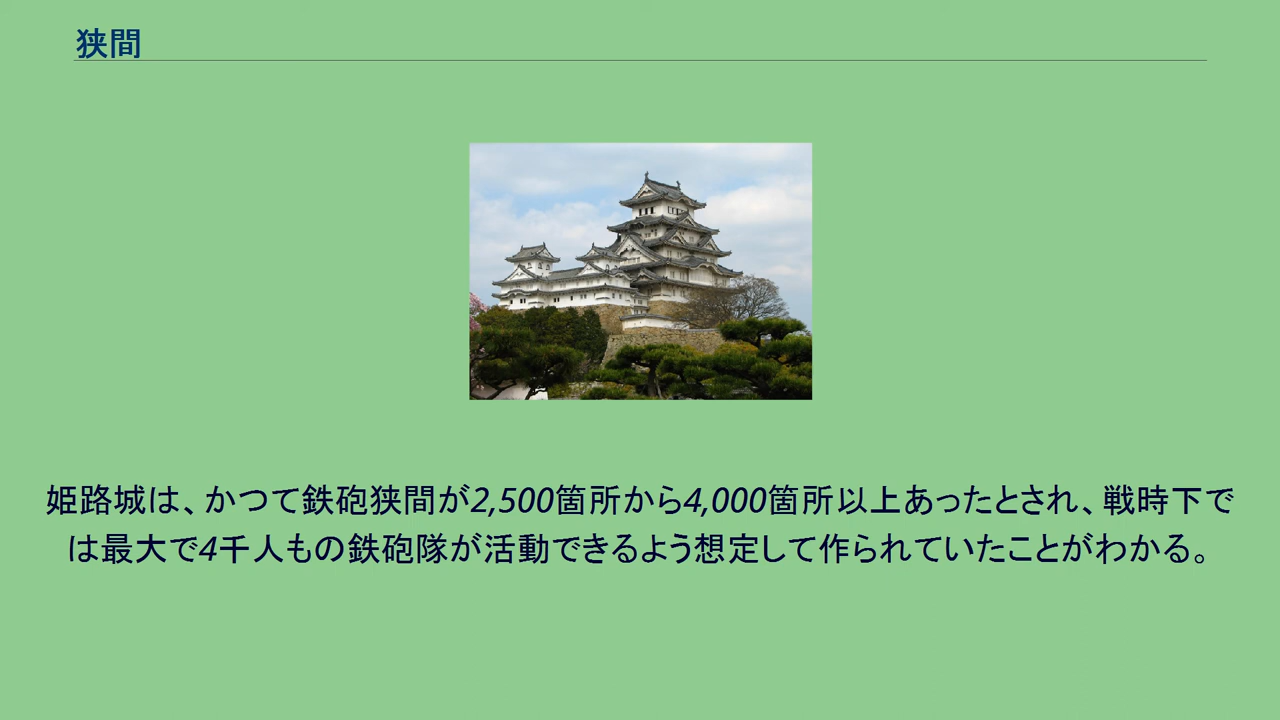 狭間
姫路城は、かつて鉄砲狭間が2,500箇所から4,000箇所以上あったとされ、戦時下で
は最大で4千人もの鉄砲隊が活動できるよう想定して作られていたことがわかる。